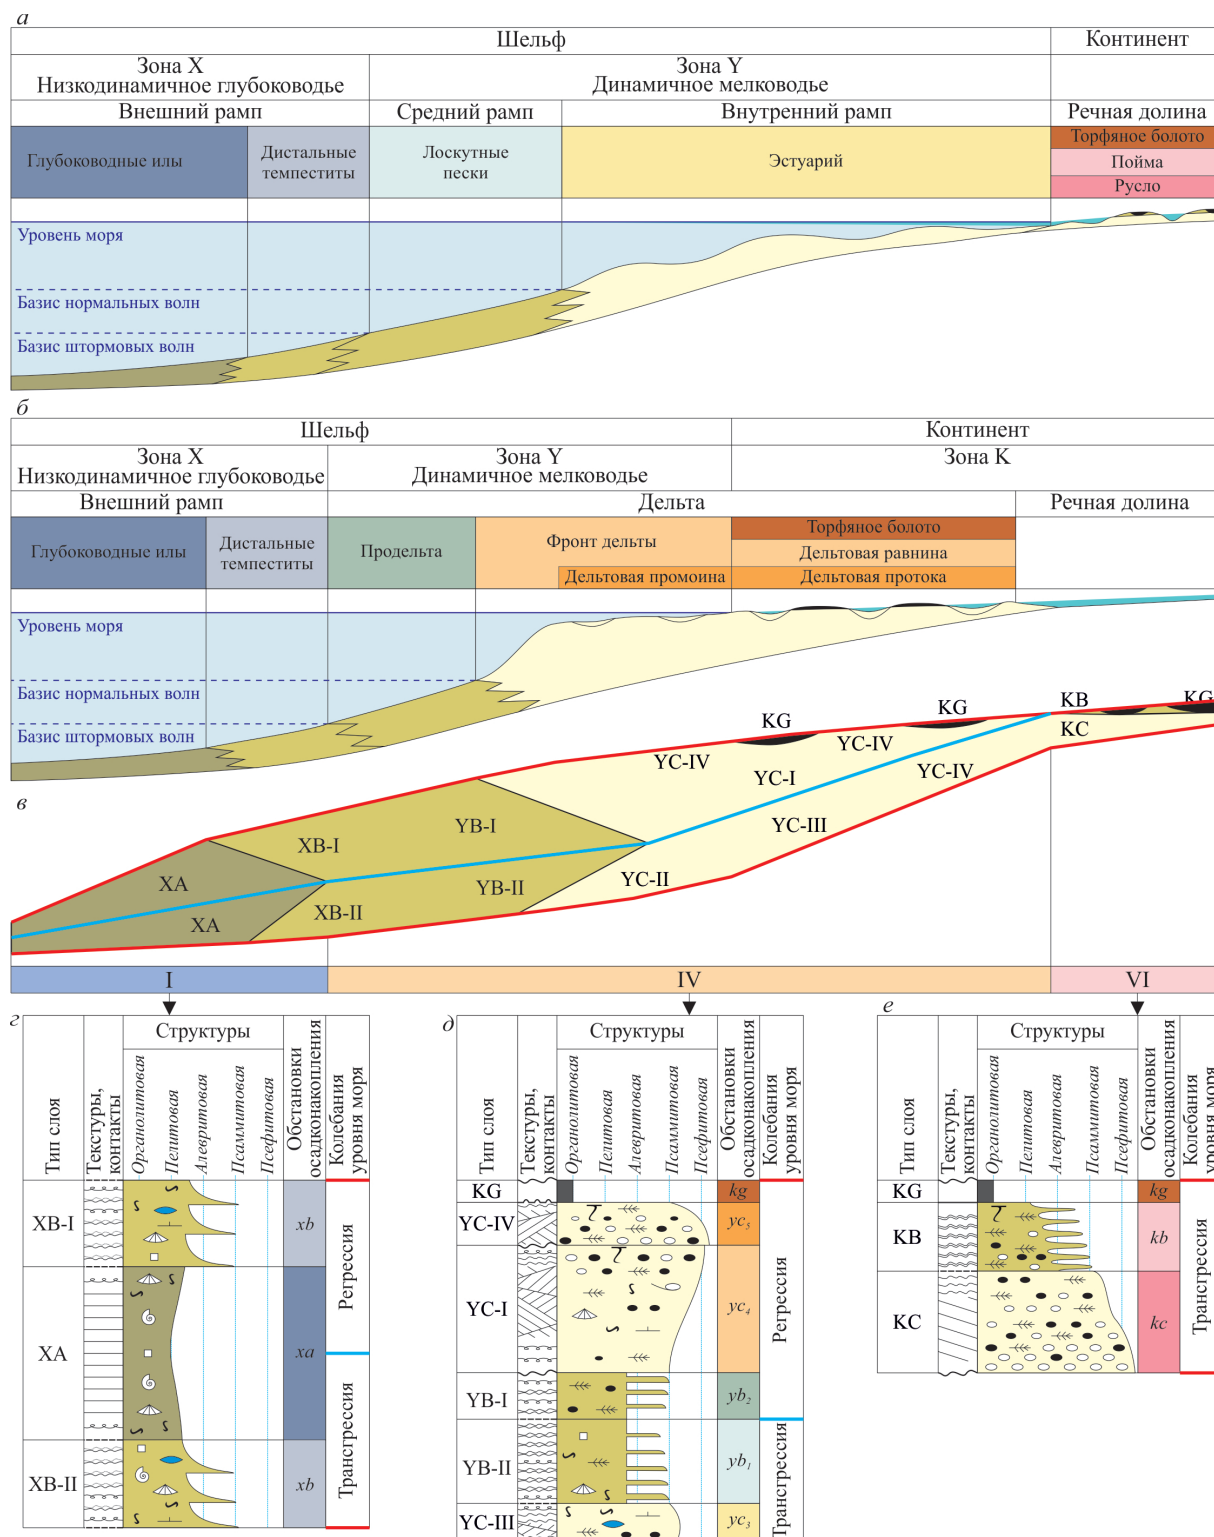 а
Шельф
Континент
Зона X
Низкодинамичное глубоководье
Зона Y
Динамичное мелководье
Внешний рамп
Средний рамп
Внутренний рамп
Речная долина
Глубоководные илы
Дистальные
темпеститы
Лоскутные
пески
Эстуарий
Торфяное болото
Пойма
Русло
Уровень моря
Базис нормальных волн
Базис штормовых волн
б
Шельф
Континент
Зона X
Низкодинамичное глубоководье
Зона Y
Динамичное мелководье
Зона K
Внешний рамп
Дельта
Речная долина
Глубоководные илы
Дистальные
темпеститы
Продельта
Фронт дельты
Дельтовая промоина
Торфяное болото
Дельтовая равнина
Дельтовая протока
Уровень моря
Базис нормальных волн
Базис штормовых волн
в
KG
KG
KB
KG
YC-IV
YC-IV
KC
YC-I
YC-IV
YC-III
YB-I
XB-I
YC-II
YB-II
XA
XA
XB-II
I
IV
VI
г
Тип слоя
Текстуры,
контакты
Структуры
Органолитовая
Пелитовая
Алевритовая
Псаммитовая
Псефитовая
Обстановки
осадконакопления
Колебания
уровня моря
XB-I
xb
XA
xa
XB-II
xb
Регрессия
Трансгрессия
д
Тип слоя
Текстуры,
контакты
Структуры
Органолитовая
Пелитовая
Алевритовая
Псаммитовая
Псефитовая
Обстановки
осадконакопления
Колебания
уровня моря
KG
kg
YC-IV
yc5
YC-I
yc4
YB-I
yb2
YB-II
yb1
YC-III
yc3
Регрессия
Трансгрессия
е
Тип слоя
Текстуры,
контакты
Структуры
Органолитовая
Пелитовая
Алевритовая
Псаммитовая
Псефитовая
Обстановки
осадконакопления
Колебания
уровня моря
KG
kg
KB
kb
KC
kc
Трансгрессия